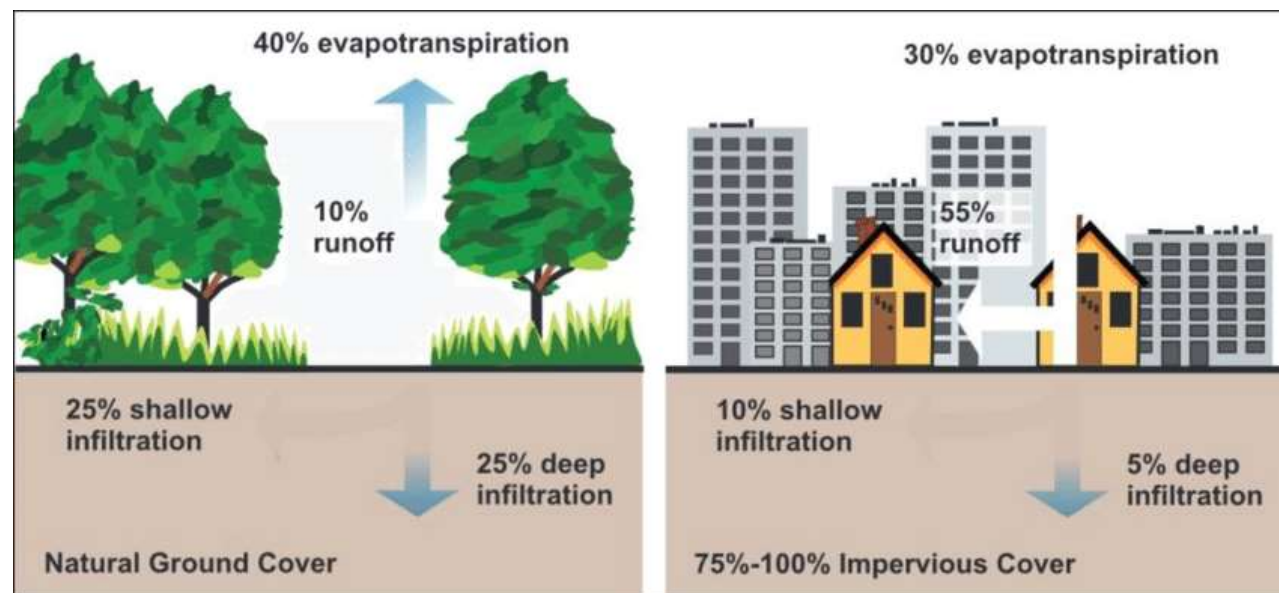 40% evapotranspiration
10%
runoff
25% shallow
infiltration
25% deep
infiltration
Natural Ground Cover
30% evapotranspiration
55%
runoff
10% shallow
infiltration
5% deep
infiltration
75%-100% Impervious Cover